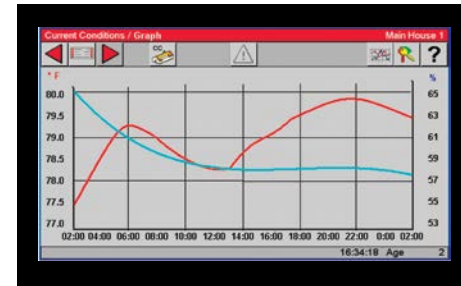 Current Conditions / Graph Main House 1
CC
?
° F %
80.0 65
79.5 63
79.0 61
78.5 59
78.0 57
77.5 55
77.0 53
02:00 04:00 06:00 08:00 10:00 12:00 14:00 16:00 18:00 20:00 22:00 0:00 02:00
16:34:18 Age 2